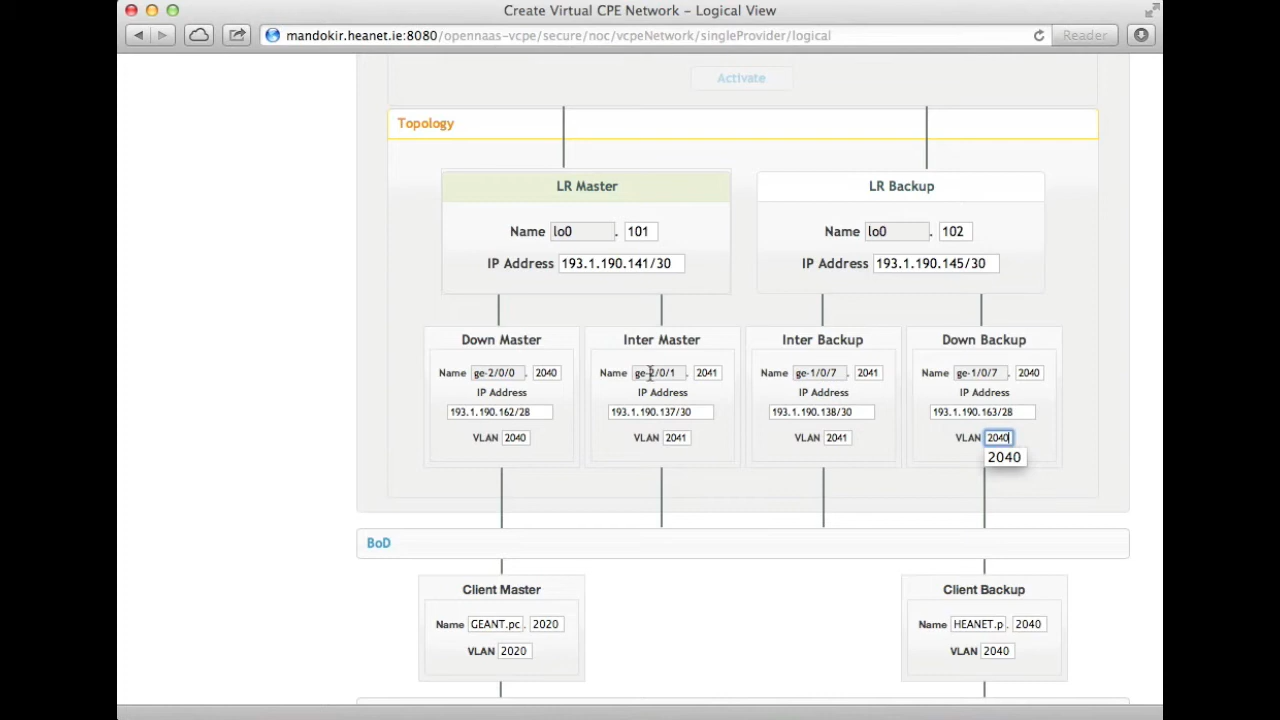 Create Virtual CPE Network – Logical View
mandokir.heanet.ie:8080/opennaas-vcpe/secure/noc/vcpeNetwork/singleProvider/logical
Reader
Activate
Topology
LR Master
LR Backup
Name lo0 . 101
Name lo0 . 102
IP Address 193.1.190.141/30
IP Address 193.1.190.145/30
Down Master
Inter Master
Inter Backup
Down Backup
Name ge-2/0/0 . 2040
Name ge-2/0/1 . 2041
Name ge-1/0/7 . 2041
Name ge-1/0/7 . 2040
IP Address
IP Address
IP Address
IP Address
193.1.190.162/28
193.1.190.137/30
193.1.190.138/30
193.1.190.163/28
VLAN 2040
VLAN 2041
VLAN 2041
VLAN 2040
2040
BoD
Client Master
Client Backup
Name GEANT.pc . 2020
Name HEANET.p . 2040
VLAN 2020
VLAN 2040